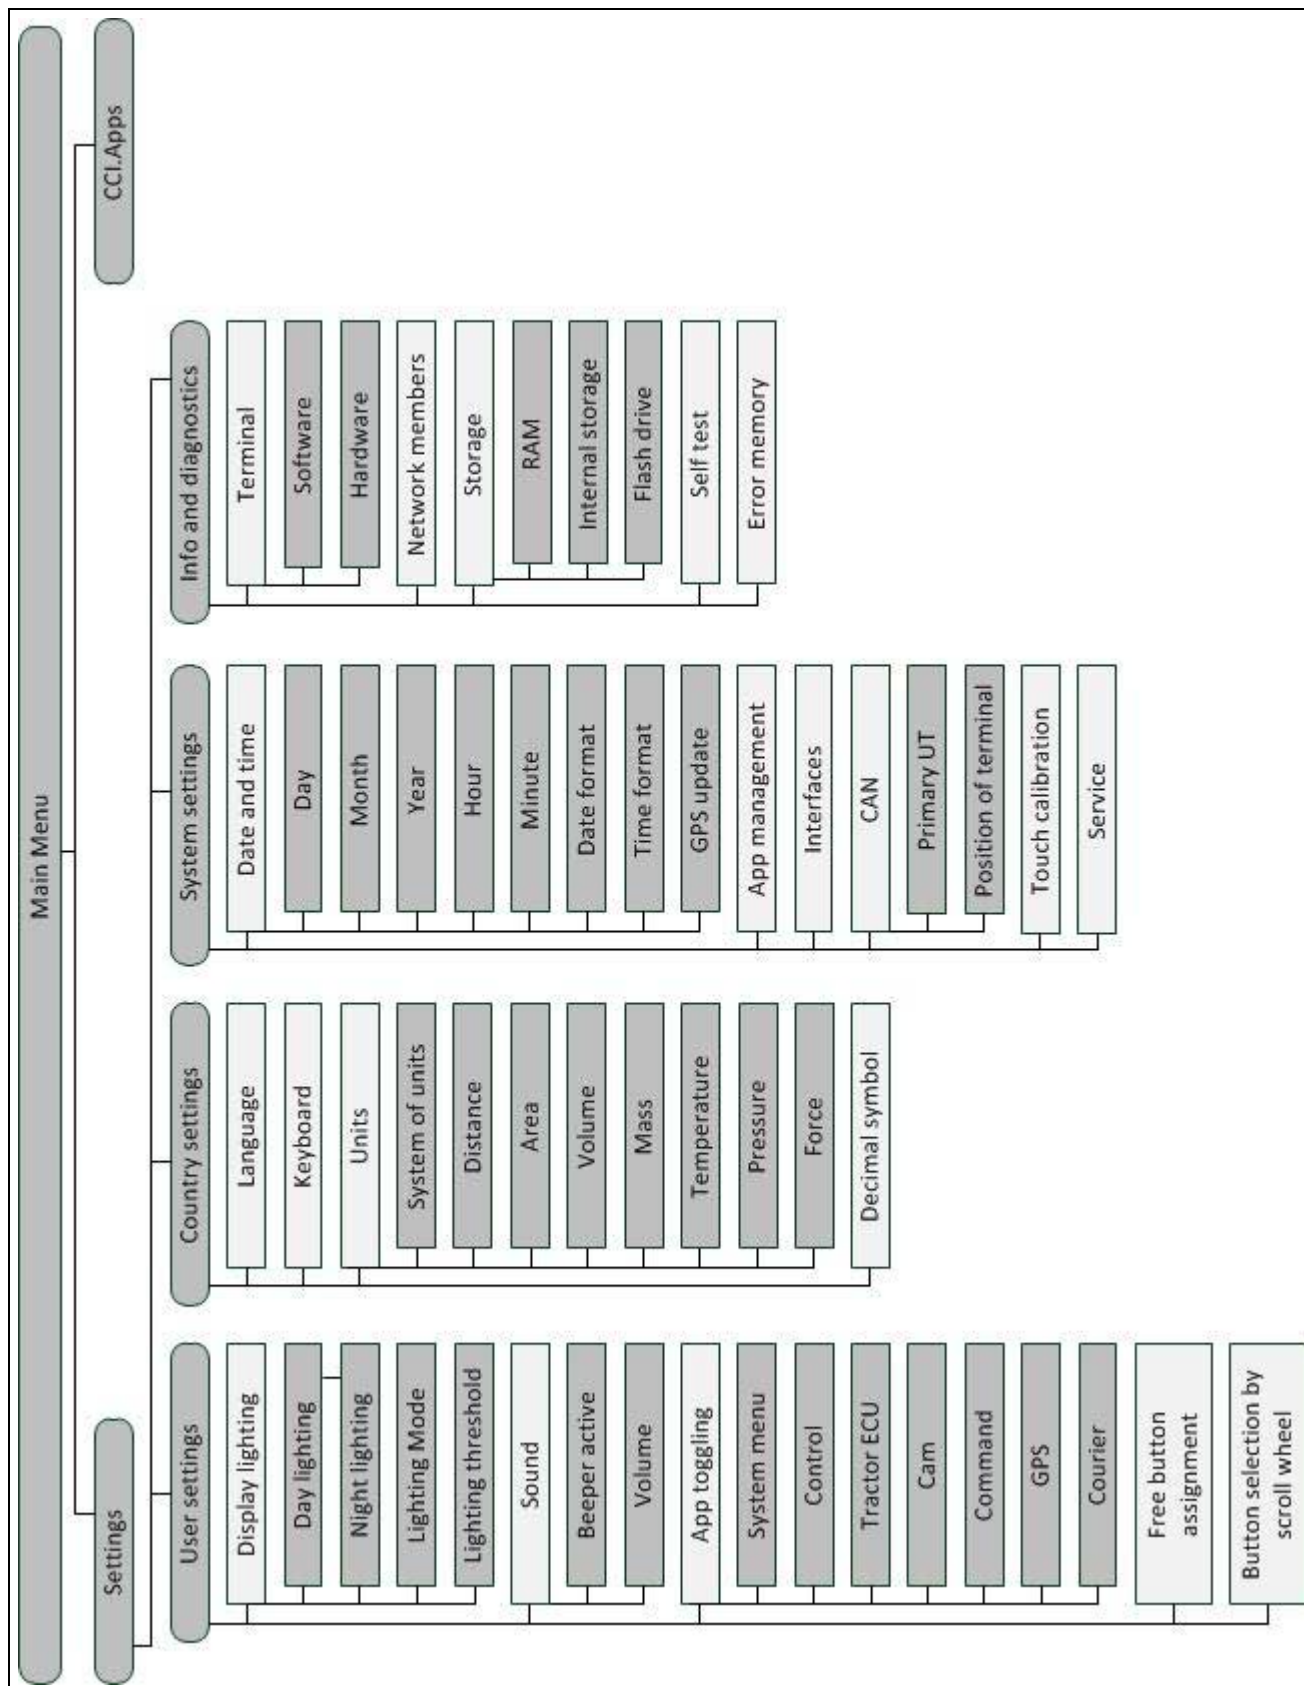 Main Menu
Settings
CCI.Apps
User settings
Display lighting
Day lighting
Night lighting
Lighting Mode
Lighting threshold
Sound
Beeper active
Volume
App toggling
System menu
Control
Tractor ECU
Cam
Command
GPS
Courier
Free button
assignment
Button selection by
scroll wheel
Country settings
Language
Keyboard
Units
System of units
Distance
Area
Volume
Mass
Temperature
Pressure
Force
Decimal symbol
System settings
Date and time
Day
Month
Year
Hour
Minute
Date format
Time format
GPS update
App management
Interfaces
CAN
Primary UT
Position of terminal
Touch calibration
Service
Info and diagnostics
Terminal
Software
Hardware
Network members
Storage
RAM
Internal storage
Flash drive
Self test
Error memory